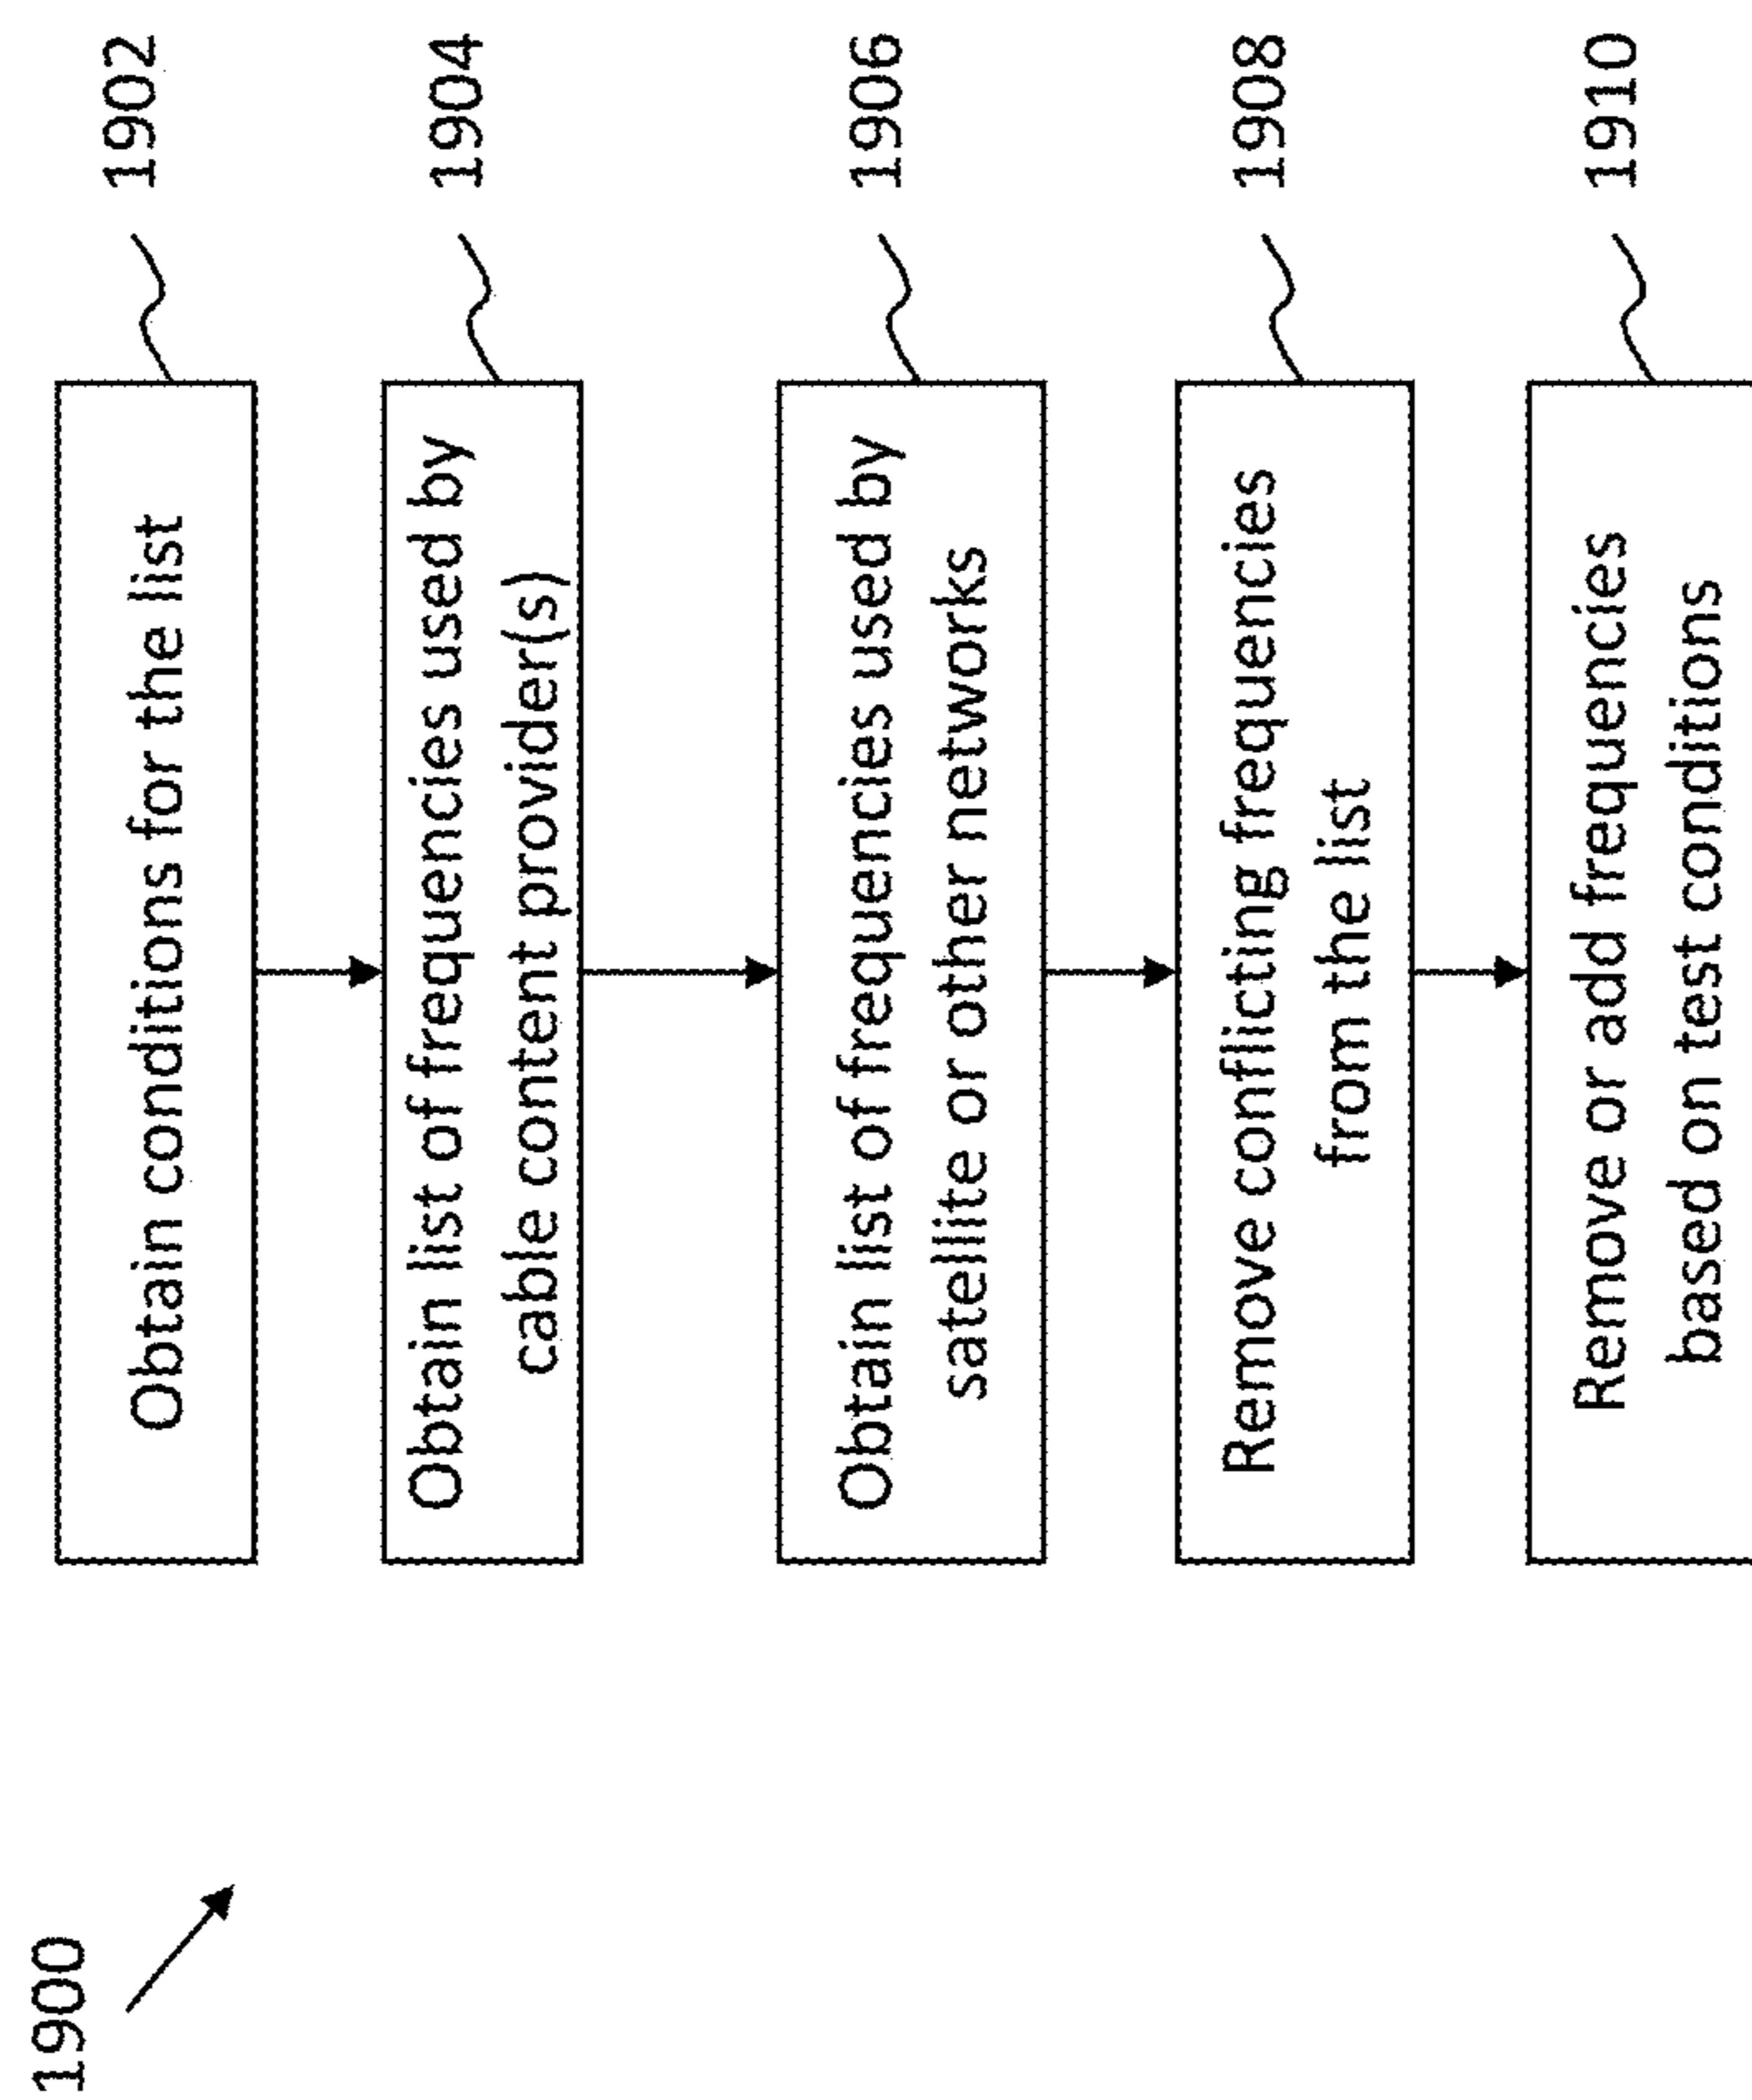 1900
Obtain conditions for the list
1902
Obtain list of frequencies used by
cable content provider(s)
1904
Obtain list of frequencies used by
satellite or other networks
1906
Remove conflicting frequencies
from the list
1908
Remove or add frequencies
based on test conditions
1910